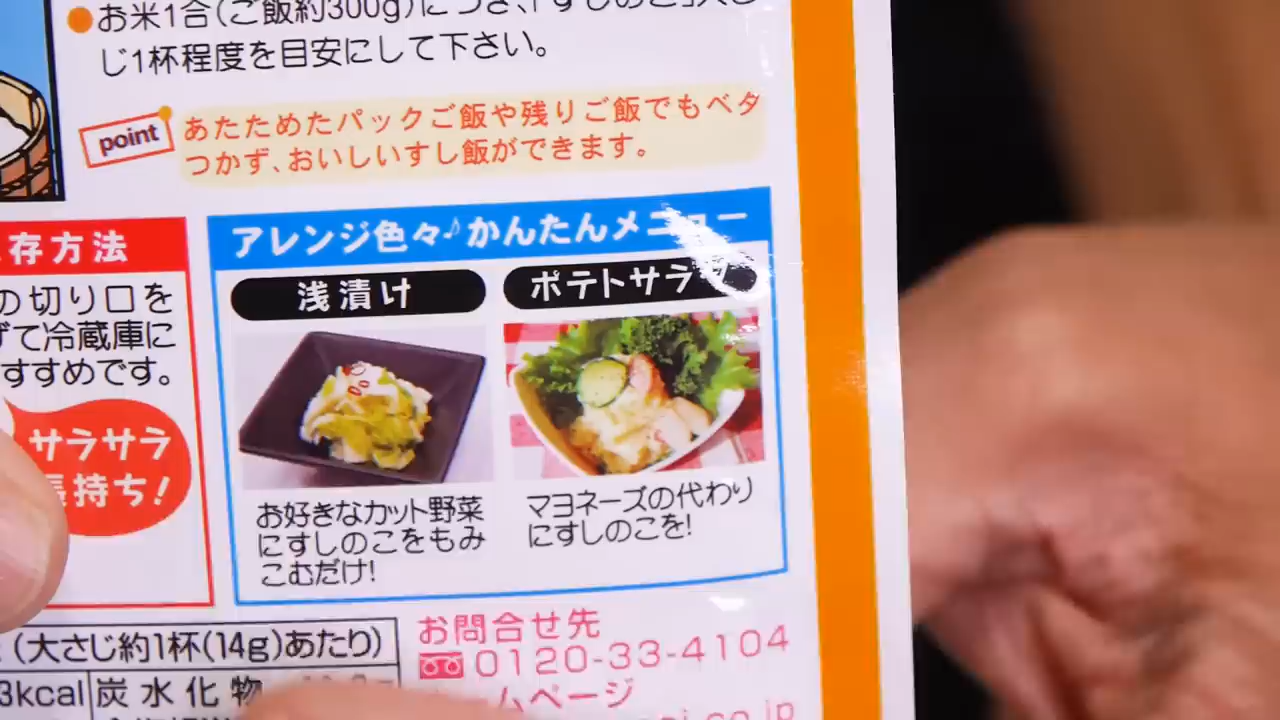 お米1合(ご飯約300g)につき、「すしのこ」大さ
じ1杯程度を目安にして下さい。
point
あたためたパックご飯や残りご飯でもベタ
つかず、おいしいすし飯ができます。
存方法
の切り口を
て冷蔵庫に
すすめです。
サラサラ
長持ち!
アレンジ色々♪かんたんメニュー
浅漬け
お好きなカット野菜
にすしのこをもみ
こむだけ!
ポテトサラダ
マヨネーズの代わり
にすしのこを!
(大さじ約1杯(14g)あたり)
3kcal 炭水化物
お問合せ先
0120-33-4104
ームページ
.co.jp